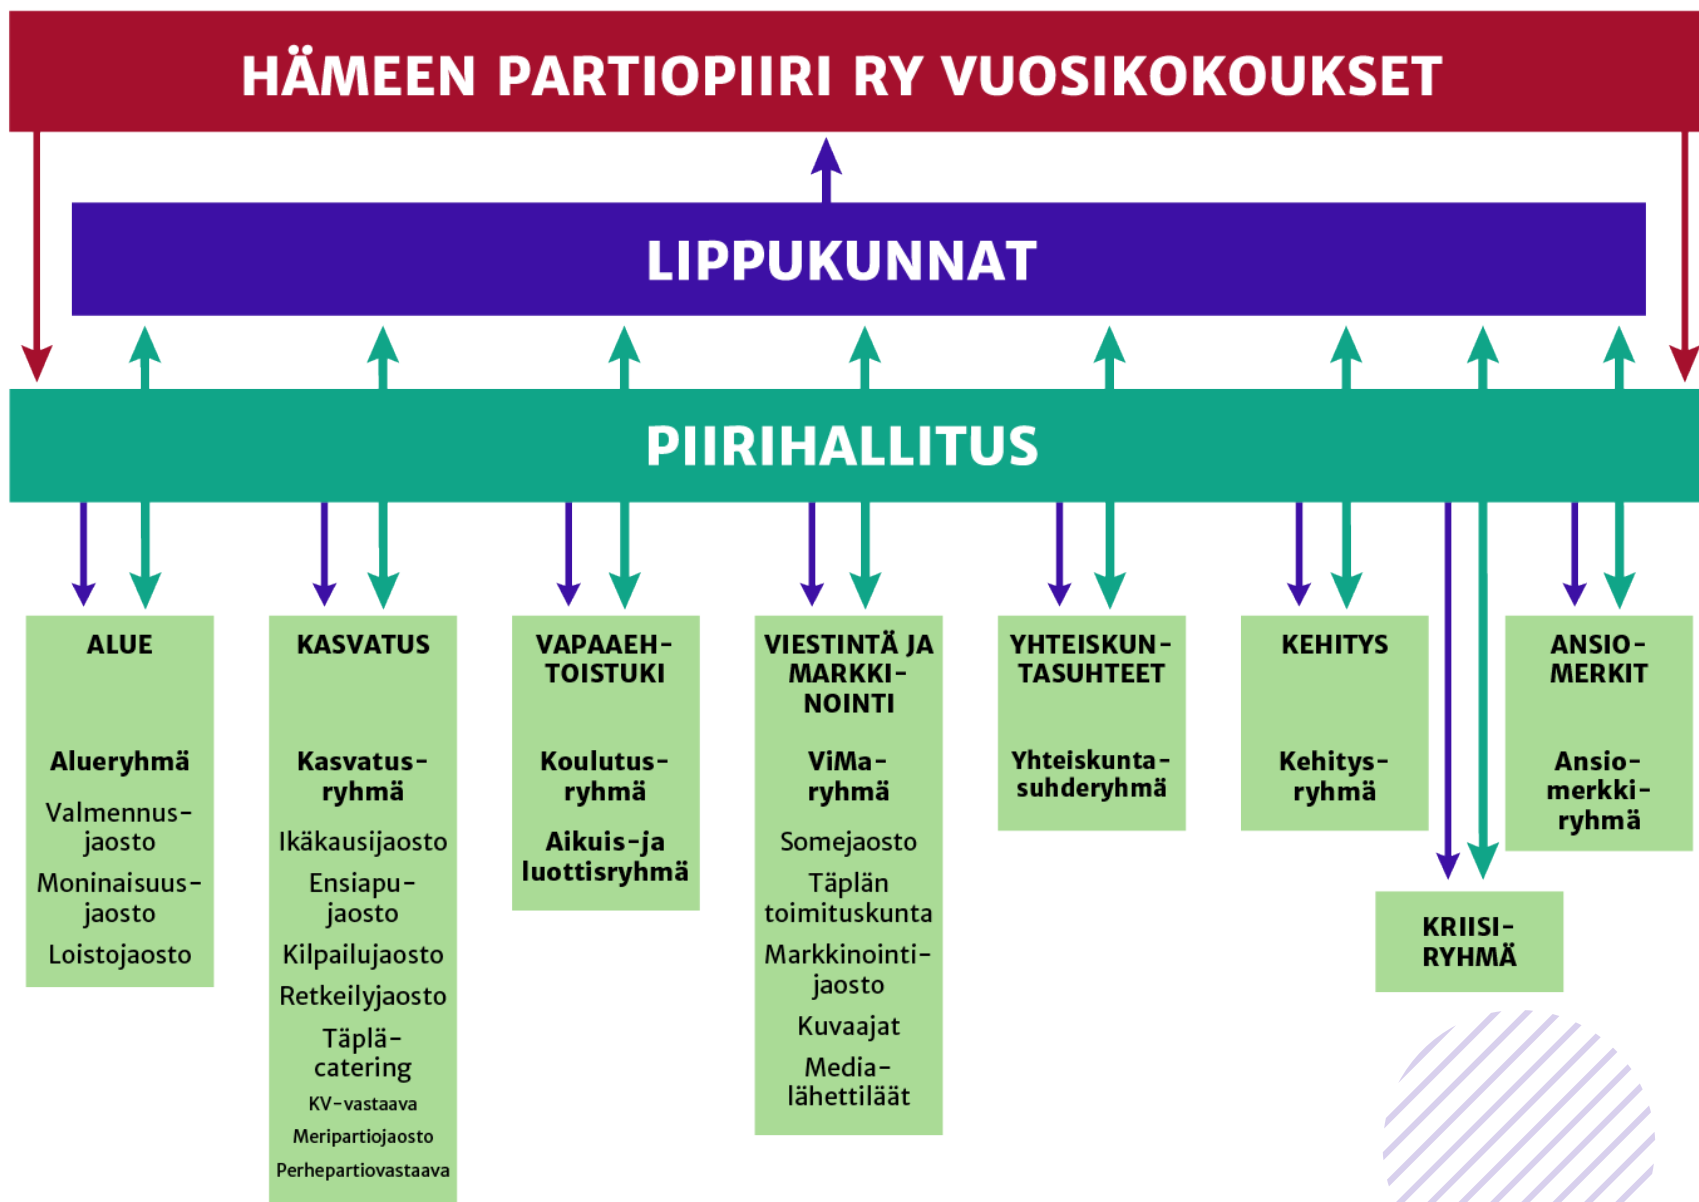 HÄMEEN PARTIOPIIRI RY VUOSIKOKOUKSET
LIPPUKUNNAT
PIIRIHALLITUS
ALUE
Alueryhmä
Valmennus-
jaosto
Moninaisuus-
jaosto
Loistojaosto
KASVATUS
Kasvatus-
ryhmä
Ikäkausijaosto
Ensiapu-
jaosto
Kilpailujaosto
Retkeilyjaosto
Täplä-
catering
KV-vastaava
Meripartiojaosto
Perhepartiovastaava
VAPAAEH-
TOISTUKI
Koulutus-
ryhmä
Aikuis-ja
luottisryhmä
VIESTINTÄ JA
MARKKI-
NOINTI
ViMa-
ryhmä
Somejaosto
Täplän
toimituskunta
Markkinointi-
jaosto
Kuvaajat
Media-
lähettiläät
YHTEISKUN-
TASUHTEET
Yhteiskunta-
suhderyhmä
KEHITYS
Kehitys-
ryhmä
KRIISI-
RYHMÄ
ANSIO-
MERKIT
Ansio-
merkki-
ryhmä